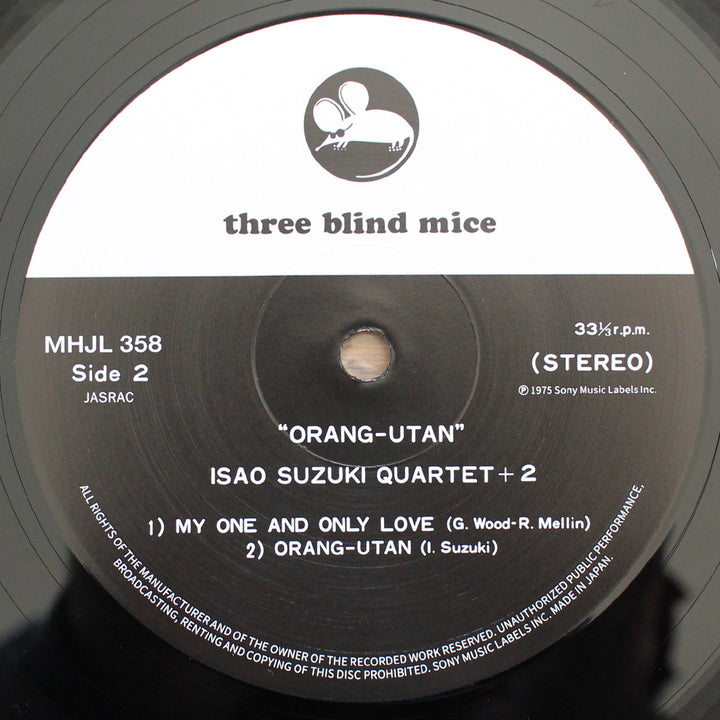 three blind mice
MHJL 358
Side 2
JASRAC
33⅓ r.p.m.
(STEREO)
℗ 1975 Sony Music Labels Inc.
“ORANG-UTAN”
ISAO SUZUKI QUARTET + 2
1) MY ONE AND ONLY LOVE (G. Wood-R. Mellin)
2) ORANG-UTAN (I. Suzuki)
ALL RIGHTS OF THE MANUFACTURER AND OF THE OWNER OF THE RECORDED WORK RESERVED. UNAUTHORIZED PUBLIC PERFORMANCE,
BROADCASTING, RENTING AND COPYING OF THIS DISC PROHIBITED. SONY MUSIC LABELS INC. MADE IN JAPAN.